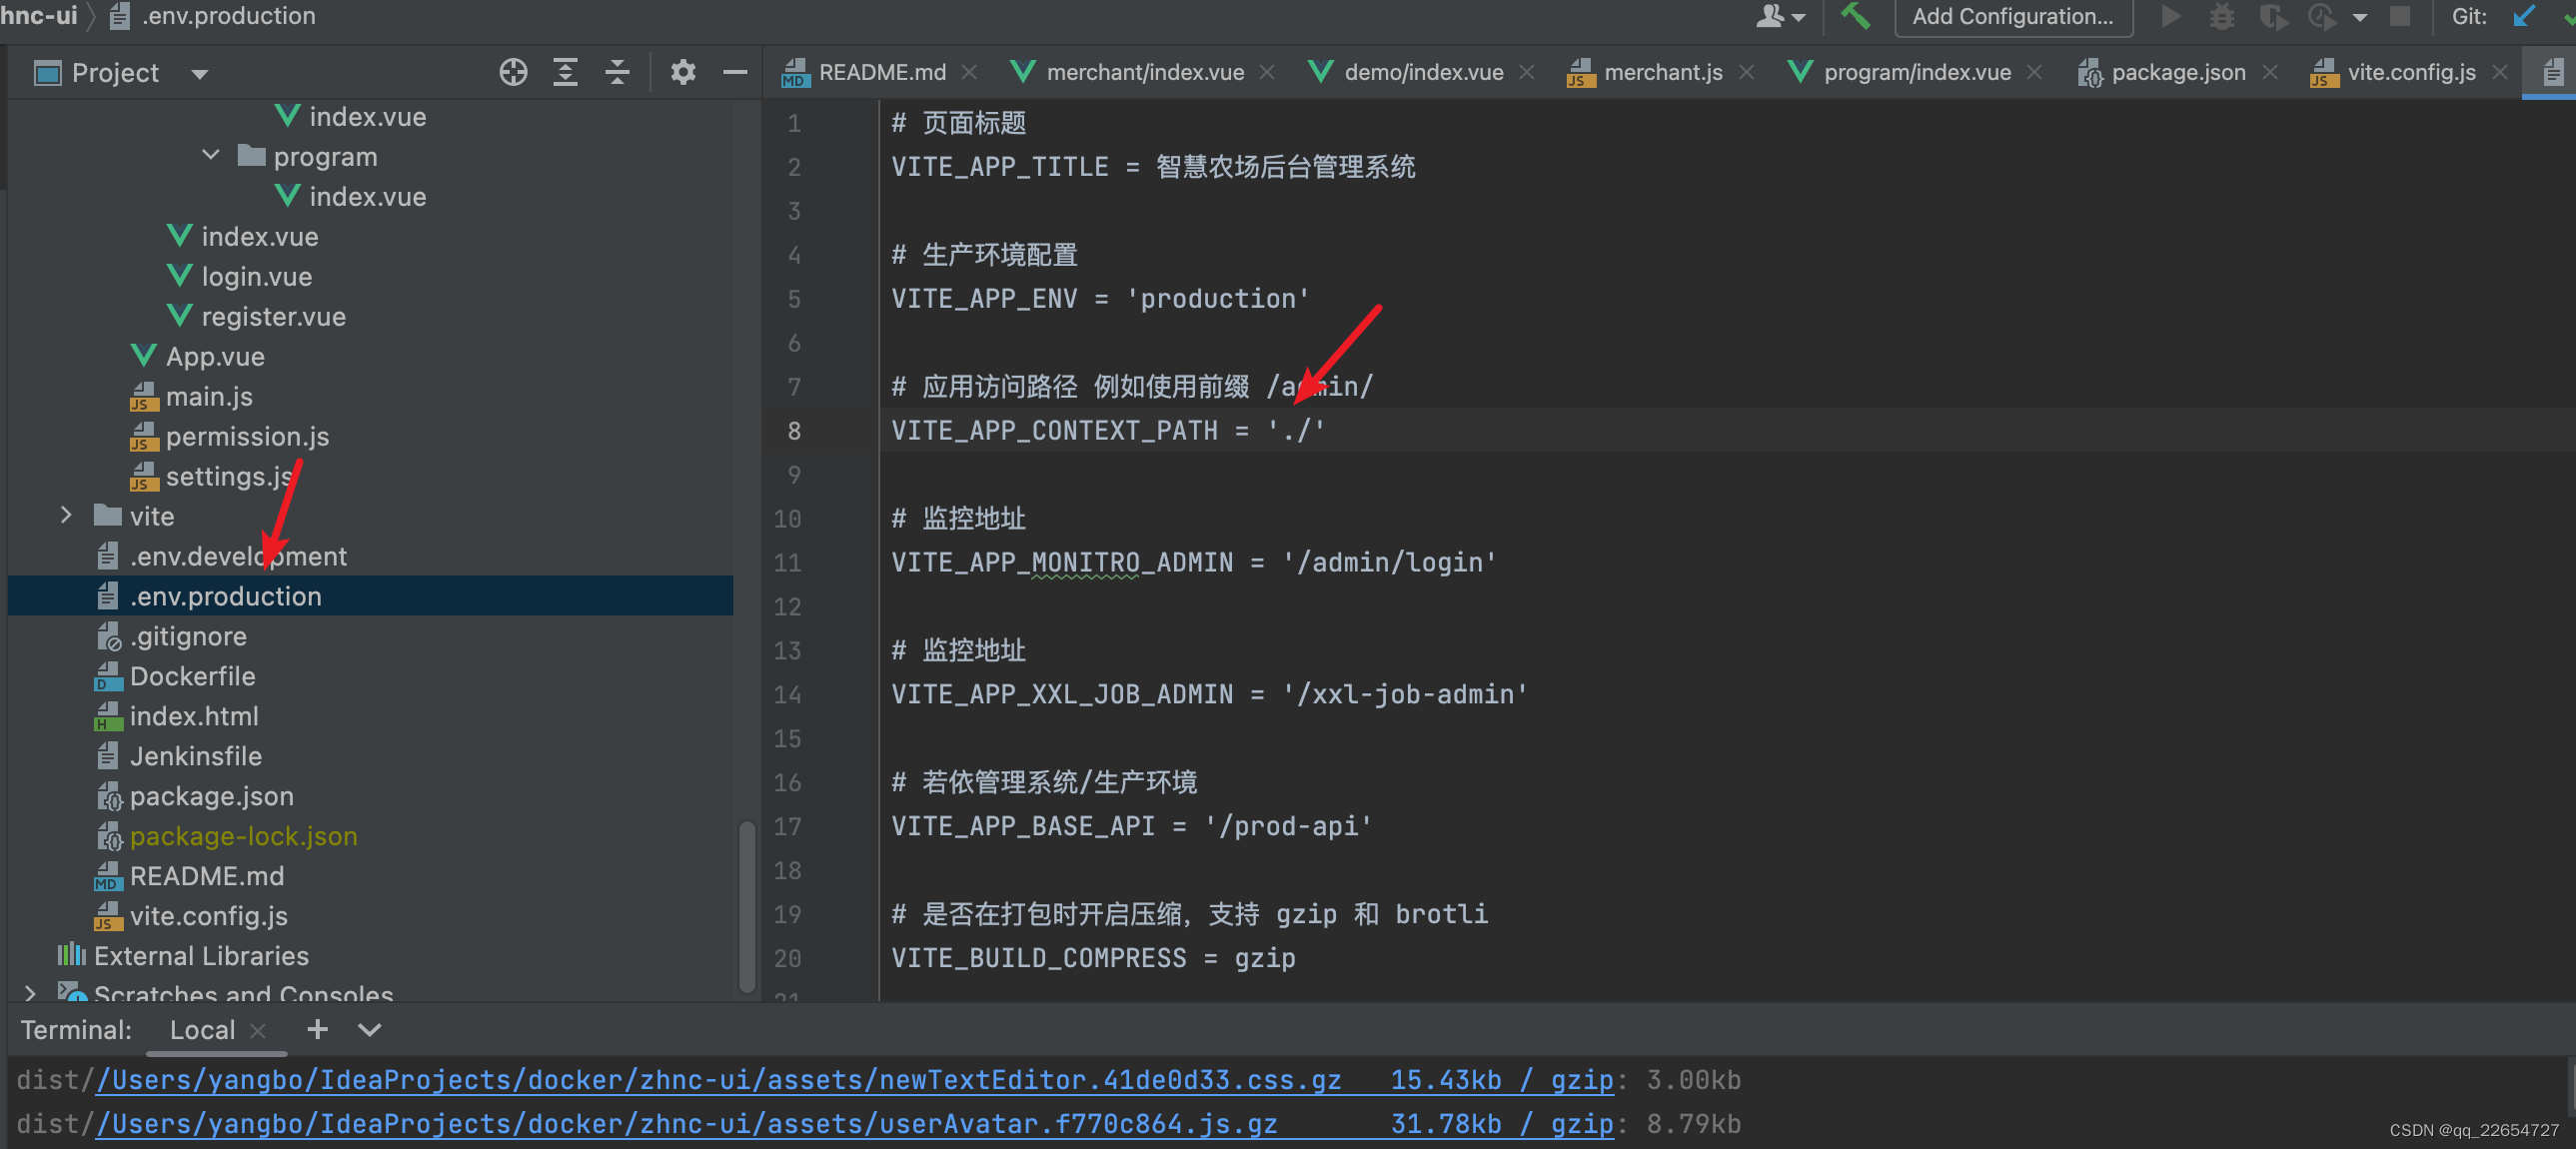 hnc-ui .env.production
Add Configuration...
Git:
Project
README.md
merchant/index.vue
demo/index.vue
merchant.js
program/index.vue
package.json
vite.config.js
index.vue
program
index.vue
index.vue
login.vue
register.vue
App.vue
main.js
permission.js
settings.js
vite
.env.development
.env.production
.gitignore
Dockerfile
index.html
Jenkinsfile
package.json
package-lock.json
README.md
vite.config.js
External Libraries
Scratches and Consoles
1 # 页面标题
2 VITE_APP_TITLE = 智慧农场后台管理系统
3
4 # 生产环境配置
5 VITE_APP_ENV = 'production'
6
7 # 应用访问路径 例如使用前缀 /admin/
8 VITE_APP_CONTEXT_PATH = './'
9
10 # 监控地址
11 VITE_APP_MONITRO_ADMIN = '/admin/login'
12
13 # 监控地址
14 VITE_APP_XXL_JOB_ADMIN = '/xxl-job-admin'
15
16 # 若依管理系统/生产环境
17 VITE_APP_BASE_API = '/prod-api'
18
19 # 是否在打包时开启压缩，支持 gzip 和 brotli
20 VITE_BUILD_COMPRESS = gzip
21
Terminal: Local
dist//Users/yangbo/IdeaProjects/docker/zhnc-ui/assets/newTextEditor.41de0d33.css.gz 15.43kb / gzip: 3.00kb
dist//Users/yangbo/IdeaProjects/docker/zhnc-ui/assets/userAvatar.f770c864.js.gz 31.78kb / gzip: 8.79kb
CSDN @qq_22654727